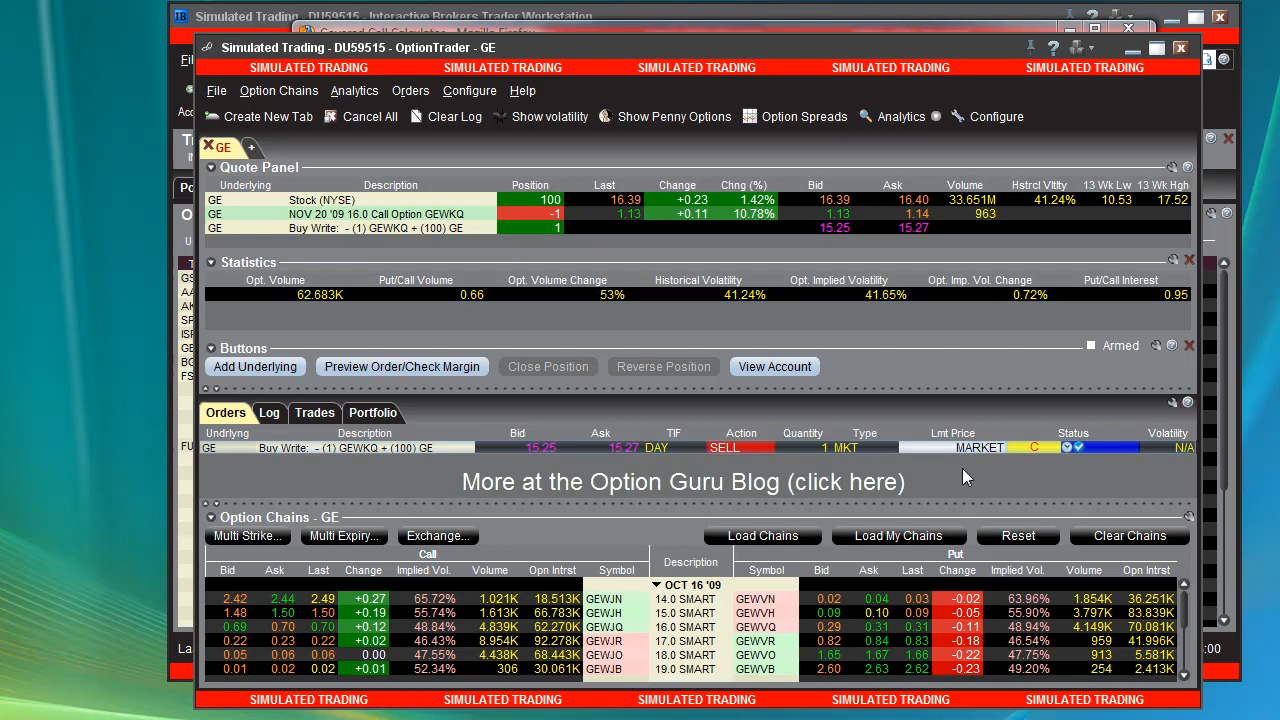 Simulated Trading - DU59515 - Interactive Brokers Trader Workstation
Simulated Trading - DU59515 - OptionTrader - GE
SIMULATED TRADING SIMULATED TRADING SIMULATED TRADING SIMULATED TRADING SIMULATED TRADING
File Option Chains Analytics Orders Configure Help
Create New Tab Cancel All Clear Log Show volatility Show Penny Options Option Spreads Analytics Configure
GE +
Quote Panel
Underlying Description Position Last Change Chng (%) Bid Ask Volume Hstrcl Vltlty 13 Wk Lw 13 Wk Hgh
GE Stock (NYSE) 100 16.39 +0.23 1.42% 16.39 16.40 33.651M 41.24% 10.53 17.52
GE NOV 20 '09 16.0 Call Option GEWKQ -1 1.13 +0.11 10.78% 1.13 1.14 963
GE Buy Write: - (1) GEWKQ + (100) GE 1 15.25 15.27
Statistics
Opt. Volume Put/Call Volume Opt. Volume Change Historical Volatility Opt. Implied Volatility Opt. Imp. Vol. Change Put/Call Interest
62.683K 0.66 53% 41.24% 41.65% 0.72% 0.95
Buttons Armed
Add Underlying Preview Order/Check Margin Close Position Reverse Position View Account
Orders Log Trades Portfolio
Undrlyng Description Bid Ask TIF Action Quantity Type Lmt Price Status Volatility
GE Buy Write: - (1) GEWKQ + (100) GE 15.25 15.27 DAY SELL 1 MKT MARKET C N/A
More at the Option Guru Blog (click here)
Option Chains - GE
Multi Strike... Multi Expiry... Exchange... Load Chains Load My Chains Reset Clear Chains
Call Description Put
Bid Ask Last Change Implied Vol. Volume Opn Intrst Symbol Symbol Bid Ask Last Change Implied Vol. Volume Opn Intrst
OCT 16 '09
2.42 2.44 2.49 +0.27 65.72% 1.021K 18.513K GEWJN 14.0 SMART GEWVN 0.02 0.04 0.03 -0.02 63.96% 1.394K 36.251K
1.48 1.50 1.50 +0.19 55.74% 1.613K 66.783K GEWJH 15.0 SMART GEWVH 0.09 0.10 0.09 -0.05 55.90% 3.797K 83.839K
0.69 0.70 0.70 +0.12 48.84% 4.839K 62.270K GEWJQ 16.0 SMART GEWVQ 0.29 0.31 0.31 -0.11 48.94% 4.149K 70.081K
0.22 0.23 0.22 +0.02 46.43% 8.954K 92.278K GEWJR 17.0 SMART GEWVR 0.82 0.84 0.83 -0.18 46.54% 959 41.996K
0.05 0.06 0.06 0.00 47.55% 4.438K 68.443K GEWJO 18.0 SMART GEWVO 1.65 1.67 1.66 -0.22 47.75% 913 5.581K
0.01 0.02 0.02 +0.01 52.34% 306 30.061K GEWJB 19.0 SMART GEWVB 2.60 2.63 2.62 -0.23 49.20% 254 2.413K
SIMULATED TRADING SIMULATED TRADING SIMULATED TRADING SIMULATED TRADING SIMULATED TRADING